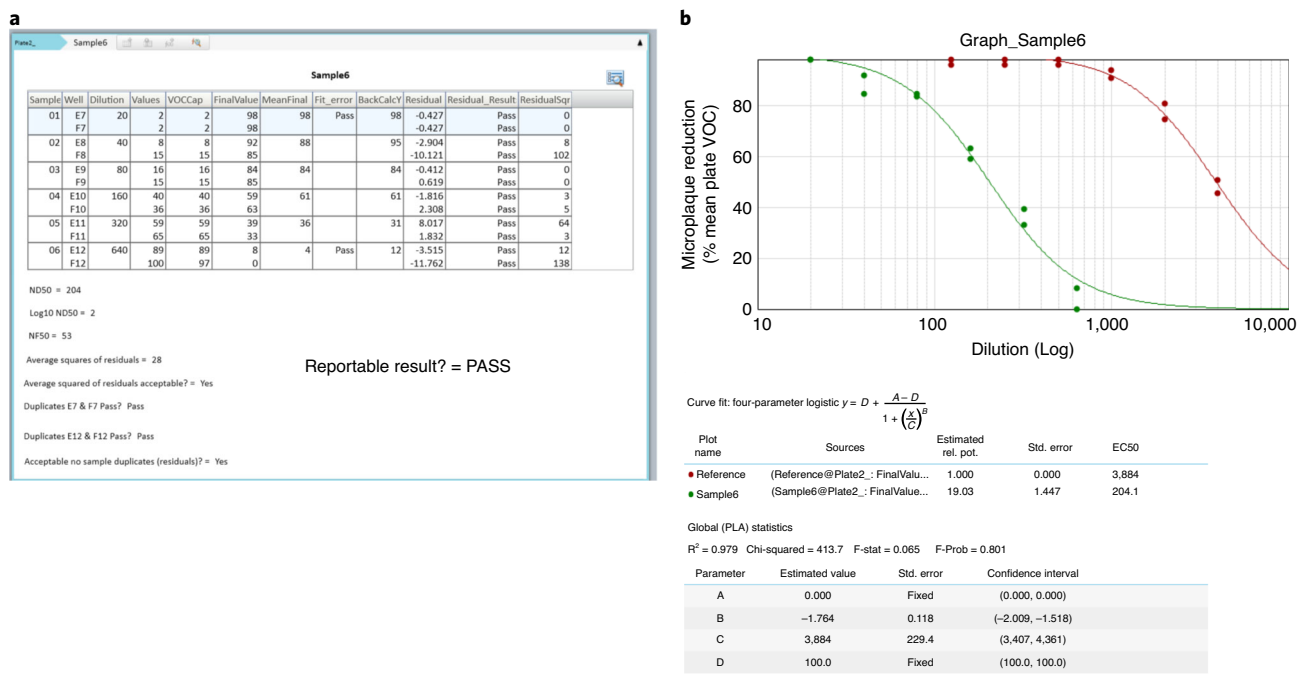 a
Plate2_ Sample6
Sample6
Sample Well Dilution Values VOCCap FinalValue MeanFinal Fit_error BackCalcY Residual Residual_Result ResidualSqr
01 E7 20 2 2 98 98 Pass 98 -0.427 Pass 0
F7 2 2 98 -0.427 Pass 0
02 E8 40 8 8 92 88 95 -2.904 Pass 8
F8 15 15 85 -10.121 Pass 102
03 E9 80 16 16 84 84 84 -0.412 Pass 0
F9 15 15 85 0.619 Pass 0
04 E10 160 40 40 59 61 61 -1.816 Pass 3
F10 36 36 63 2.308 Pass 5
05 E11 320 59 59 39 36 31 8.017 Pass 64
F11 65 65 33 1.832 Pass 3
06 E12 640 89 89 8 4 Pass 12 -3.515 Pass 12
F12 100 97 0 -11.762 Pass 138
ND50 = 204
Log10 ND50 = 2
NF50 = 53
Average squares of residuals = 28
Reportable result? = PASS
Average squared of residuals acceptable? = Yes
Duplicates E7 & F7 Pass? Pass
Duplicates E12 & F12 Pass? Pass
Acceptable no sample duplicates (residuals)? = Yes
b
Graph_Sample6
Microplaque reduction
(% mean plate VOC)
80
60
40
20
0
10 100 1,000 10,000
Dilution (Log)
Curve fit: four-parameter logistic y = D + A – D / 1 + (x/C)^B
Plot name Sources Estimated rel. pot. Std. error EC50
Reference (Reference@Plate2_: FinalValu... 1.000 0.000 3,884
Sample6 (Sample6@Plate2_: FinalValue... 19.03 1.447 204.1
Global (PLA) statistics
R² = 0.979 Chi-squared = 413.7 F-stat = 0.065 F-Prob = 0.801
Parameter Estimated value Std. error Confidence interval
A 0.000 Fixed (0.000, 0.000)
B –1.764 0.118 (–2.009, –1.518)
C 3,884 229.4 (3,407, 4,361)
D 100.0 Fixed (100.0, 100.0)